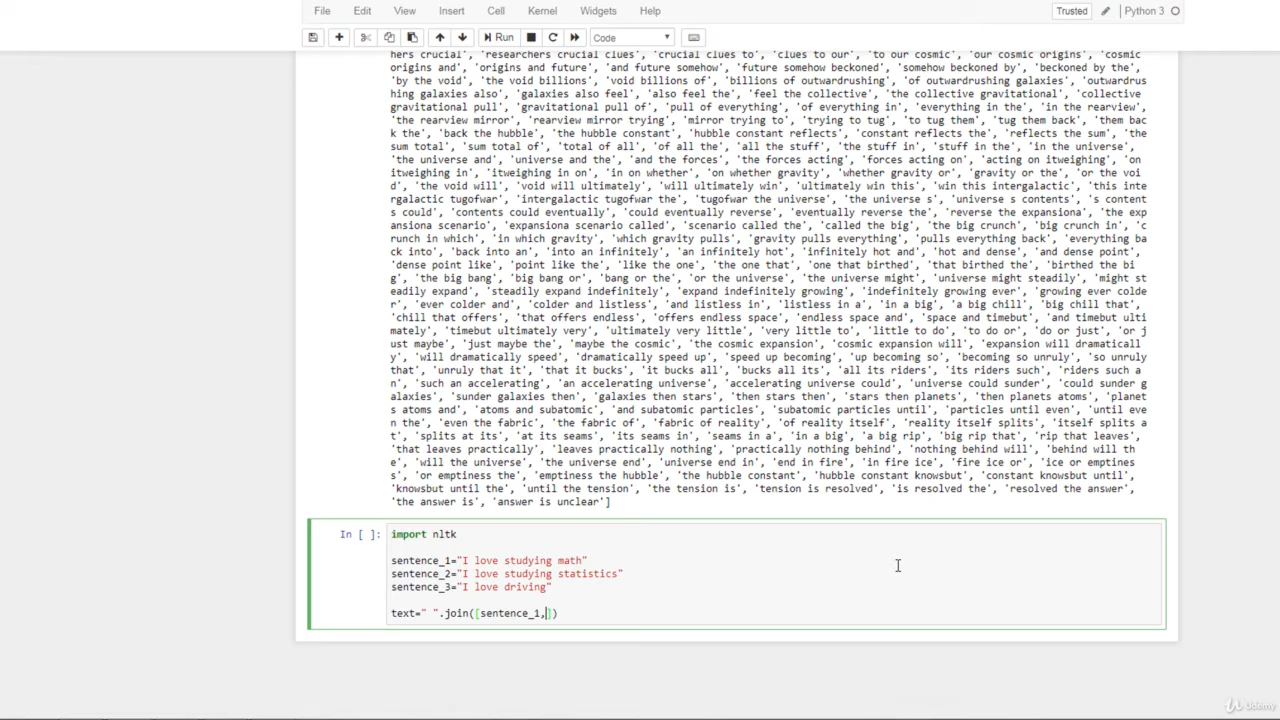 File Edit View Insert Cell Kernel Widgets Help Trusted Python 3
Run Code
hers crucial', 'researchers crucial clues', 'crucial clues to', 'clues to our', 'to our cosmic', 'our cosmic origins', 'cosmic
origins and', 'origins and future', 'and future somehow', 'future somehow beckoned', 'somehow beckoned by', 'beckoned by the',
'by the void', 'the void billions', 'void billions of', 'billions of outwardrushing', 'of outwardrushing galaxies', 'outwardrus
hing galaxies also', 'galaxies also feel', 'also feel the', 'feel the collective', 'the collective gravitational', 'collective
gravitational pull', 'gravitational pull of', 'pull of everything', 'of everything in', 'everything in the', 'in the rearview',
'the rearview mirror', 'rearview mirror trying', 'mirror trying to', 'trying to tug', 'to tug them', 'tug them back', 'them bac
k the', 'back the hubble', 'the hubble constant', 'hubble constant reflects', 'constant reflects the', 'reflects the sum', 'the
sum total', 'sum total of', 'total of all', 'of all the', 'all the stuff', 'the stuff in', 'stuff in the', 'in the universe',
'the universe and', 'universe and the', 'and the forces', 'the forces acting', 'forces acting on', 'acting on itweighing', 'on
itweighing in', 'itweighing in on', 'in on whether', 'on whether gravity', 'whether gravity or', 'gravity or the', 'or the voi
d', 'the void will', 'void will ultimately', 'will ultimately win', 'ultimately win this', 'win this intergalactic', 'this inte
rgalactic tugofwar', 'intergalactic tugofwar the', 'tugofwar the universe', 'the universe s', 'universe s contents', 's content
s could', 'contents could eventually', 'could eventually reverse', 'eventually reverse the', 'reverse the expansiona', 'the exp
ansiona scenario', 'expansiona scenario called', 'scenario called the', 'called the big', 'the big crunch', 'big crunch in', 'c
runch in which', 'in which gravity', 'which gravity pulls', 'gravity pulls everything', 'pulls everything back', 'everything ba
ck into', 'back into an', 'into an infinitely', 'an infinitely hot', 'infinitely hot and', 'hot and dense', 'and dense point',
'dense point like', 'point like the', 'like the one', 'the one that', 'one that birthed', 'that birthed the', 'birthed the bi
g', 'the big bang', 'big bang or', 'bang or the', 'or the universe', 'the universe might', 'universe might steadily', 'might st
eadily expand', 'steadily expand indefinitely', 'expand indefinitely growing', 'indefinitely growing ever', 'growing ever colde
r', 'ever colder and', 'colder and listless', 'and listless in', 'listless in a', 'in a big', 'a big chill', 'big chill that',
'chill that offers', 'that offers endless', 'offers endless space', 'endless space and', 'space and timebut', 'and timebut ulti
mately', 'timebut ultimately very', 'ultimately very little', 'very little to', 'little to do', 'to do or', 'do or just', 'or j
ust maybe', 'just maybe the', 'maybe the cosmic', 'the cosmic expansion', 'cosmic expansion will', 'expansion will dramaticall
y', 'will dramatically speed', 'dramatically speed up', 'speed up becoming', 'up becoming so', 'becoming so unruly', 'so unruly
that', 'unruly that it', 'that it bucks', 'it bucks all', 'bucks all its', 'all its riders', 'its riders such', 'riders such a
n', 'such an accelerating', 'an accelerating universe', 'accelerating universe could', 'universe could sunder', 'could sunder g
alaxies', 'sunder galaxies then', 'galaxies then stars', 'then stars then', 'stars then planets', 'then planets atoms', 'planet
s atoms and', 'atoms and subatomic', 'and subatomic particles', 'subatomic particles until', 'particles until even', 'until eve
n the', 'even the fabric', 'the fabric of', 'fabric of reality', 'of reality itself', 'reality itself splits', 'itself splits a
t', 'splits at its', 'at its seams', 'its seams in', 'seams in a', 'in a big', 'a big rip', 'big rip that', 'rip that leaves',
'that leaves practically', 'leaves practically nothing', 'practically nothing behind', 'nothing behind will', 'behind will th
e', 'will the universe', 'the universe end', 'universe end in', 'end in fire', 'in fire ice', 'fire ice or', 'ice or emptines
s', 'or emptiness the', 'emptiness the hubble', 'the hubble constant', 'hubble constant knowsbut', 'constant knowsbut until',
'knowsbut until the', 'until the tension', 'the tension is', 'tension is resolved', 'is resolved the', 'resolved the answer',
'the answer is', 'answer is unclear']
In [ ]: import nltk
sentence_1="I love studying math"
sentence_2="I love studying statistics"
sentence_3="I love driving"
text=" ".join([sentence_1,])
Udemy